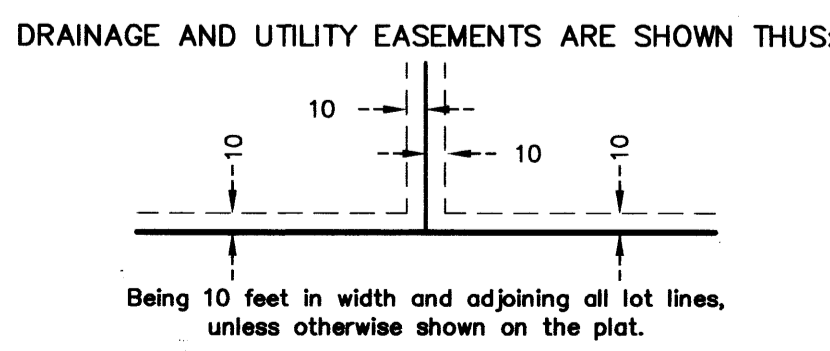 DRAINAGE AND UTILITY EASEMENTS ARE SHOWN THUS:
10
10
10
10
Being 10 feet in width and adjoining all lot lines,
unless otherwise shown on the plat.